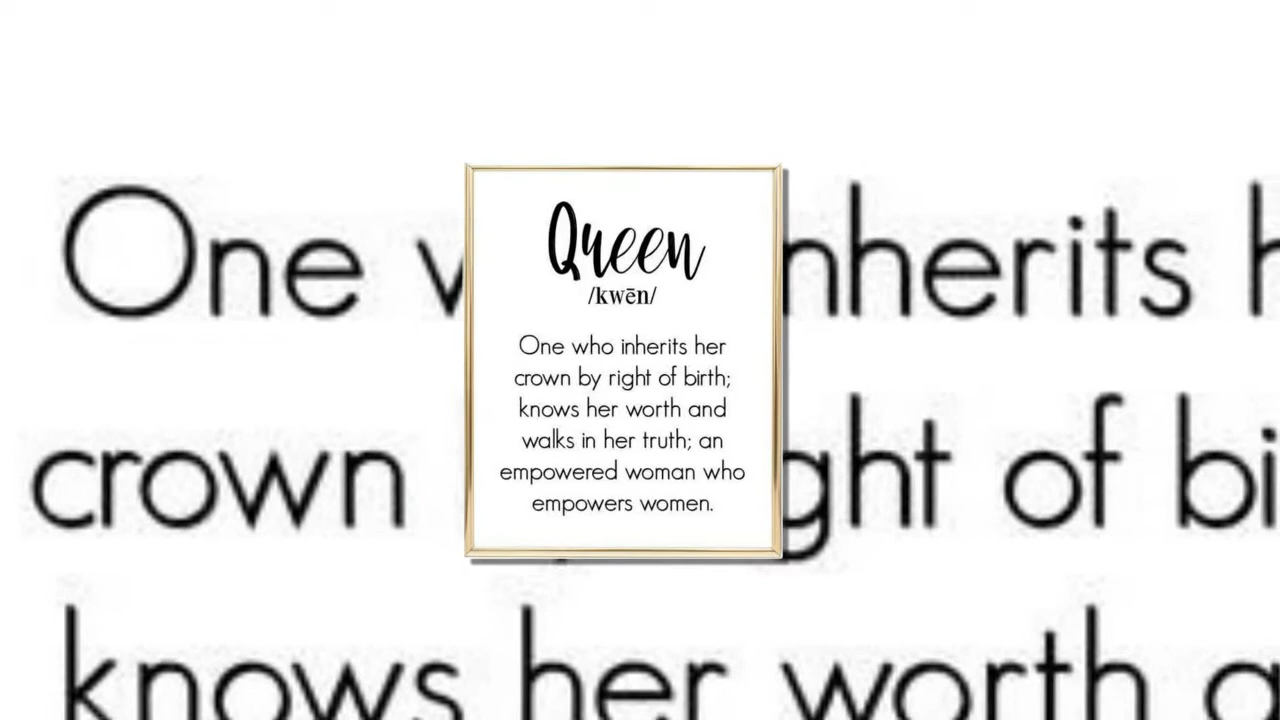 Queen
/kwēn/
One who inherits her
crown by right of birth;
knows her worth and
walks in her truth; an
empowered woman who
empowers women.
One
nherits
crown
ght of bi
knows her worth